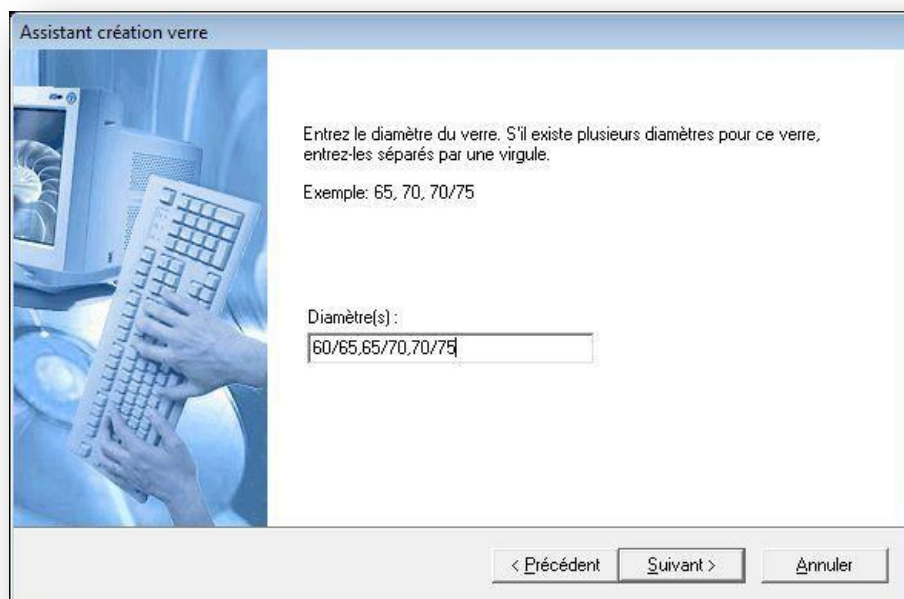 Assistant création verre
Entrez le diamètre du verre. S'il existe plusieurs diamètres pour ce verre,
entrez-les séparés par une virgule.
Exemple: 65, 70, 70/75
Diamètre(s) :
60/65,65/70,70/75
< Précédent Suivant > Annuler